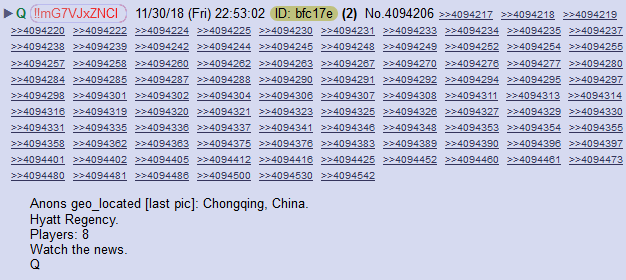 ▶ Q !!mG7VJxZNCI 11/30/18 (Fri) 22:53:02 ID: bfc17e (2) No.4094206 >>4094217 >>4094218 >>4094219
>>4094220 >>4094222 >>4094224 >>4094225 >>4094230 >>4094231 >>4094233 >>4094234 >>4094235 >>4094237
>>4094238 >>4094239 >>4094242 >>4094244 >>4094245 >>4094248 >>4094249 >>4094252 >>4094254 >>4094255
>>4094257 >>4094258 >>4094260 >>4094262 >>4094263 >>4094267 >>4094270 >>4094276 >>4094277 >>4094280
>>4094284 >>4094285 >>4094287 >>4094288 >>4094290 >>4094291 >>4094292 >>4094294 >>4094295 >>4094297
>>4094298 >>4094301 >>4094302 >>4094304 >>4094306 >>4094307 >>4094308 >>4094311 >>4094313 >>4094314
>>4094316 >>4094319 >>4094320 >>4094321 >>4094323 >>4094325 >>4094326 >>4094327 >>4094329 >>4094330
>>4094331 >>4094335 >>4094336 >>4094337 >>4094341 >>4094346 >>4094348 >>4094353 >>4094354 >>4094355
>>4094358 >>4094362 >>4094363 >>4094375 >>4094376 >>4094383 >>4094389 >>4094390 >>4094396 >>4094397
>>4094401 >>4094402 >>4094405 >>4094412 >>4094416 >>4094425 >>4094452 >>4094460 >>4094461 >>4094473
>>4094480 >>4094481 >>4094486 >>4094500 >>4094530 >>4094542
Anons geo_located [last pic]: Chongqing, China.
Hyatt Regency.
Players: 8
Watch the news.
Q